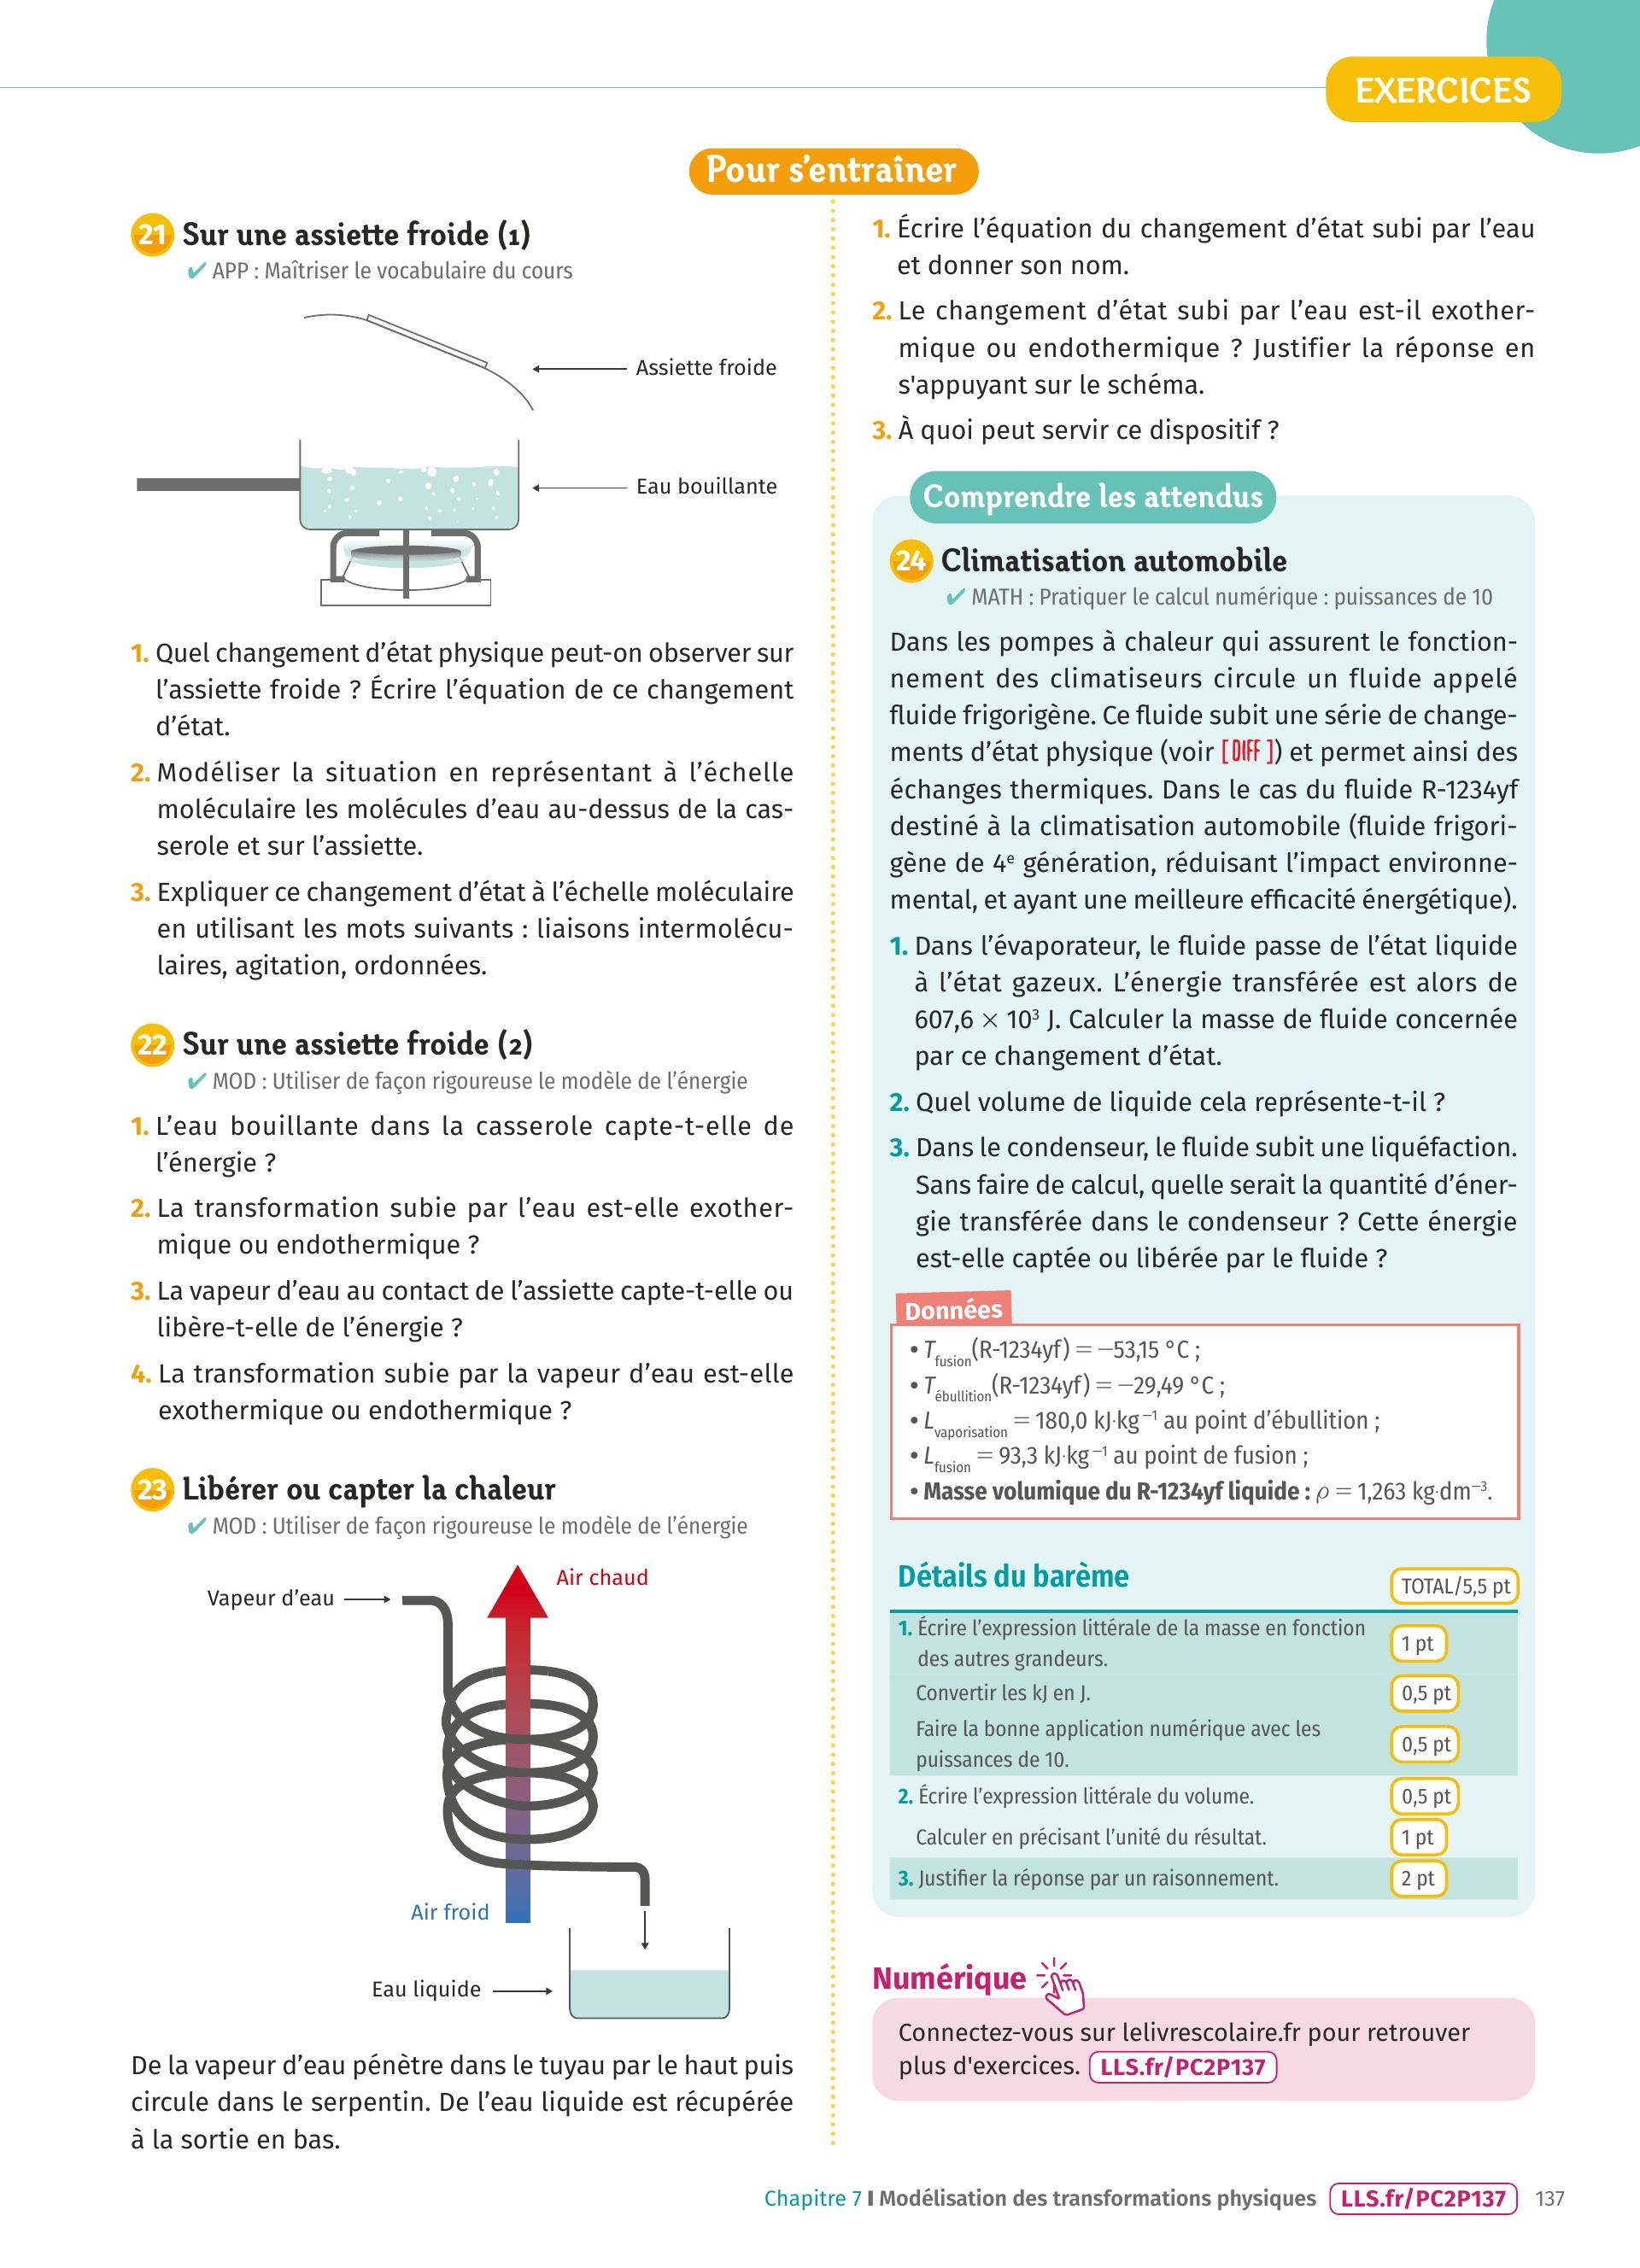 EXERCICES
Pour s’entraîner
21 Sur une assiette froide (1)
✔ APP : Maîtriser le vocabulaire du cours
Assiette froide
Eau bouillante
1. Quel changement d’état physique peut-on observer sur
l’assiette froide ? Écrire l’équation de ce changement
d’état.
2. Modéliser la situation en représentant à l’échelle
moléculaire les molécules d’eau au-dessus de la cas-
serole et sur l’assiette.
3. Expliquer ce changement d’état à l’échelle moléculaire
en utilisant les mots suivants : liaisons intermolécu-
laires, agitation, ordonnées.
22 Sur une assiette froide (2)
✔ MOD : Utiliser de façon rigoureuse le modèle de l’énergie
1. L’eau bouillante dans la casserole capte-t-elle de
l’énergie ?
2. La transformation subie par l’eau est-elle exother-
mique ou endothermique ?
3. La vapeur d’eau au contact de l’assiette capte-t-elle ou
libère-t-elle de l’énergie ?
4. La transformation subie par la vapeur d’eau est-elle
exothermique ou endothermique ?
23 Libérer ou capter la chaleur
✔ MOD : Utiliser de façon rigoureuse le modèle de l’énergie
Air chaud
Vapeur d’eau
Air froid
Eau liquide
De la vapeur d’eau pénètre dans le tuyau par le haut puis
circule dans le serpentin. De l’eau liquide est récupérée
à la sortie en bas.
1. Écrire l’équation du changement d’état subi par l’eau
et donner son nom.
2. Le changement d’état subi par l’eau est-il exother-
mique ou endothermique ? Justifier la réponse en
s'appuyant sur le schéma.
3. À quoi peut servir ce dispositif ?
Comprendre les attendus
24 Climatisation automobile
✔ MATH : Pratiquer le calcul numérique : puissances de 10
Dans les pompes à chaleur qui assurent le fonction-
nement des climatiseurs circule un fluide appelé
fluide frigorigène. Ce fluide subit une série de change-
ments d’état physique (voir [DIFF]) et permet ainsi des
échanges thermiques. Dans le cas du fluide R-1234yf
destiné à la climatisation automobile (fluide frigori-
gène de 4ᵉ génération, réduisant l’impact environne-
mental, et ayant une meilleure efficacité énergétique).
1. Dans l’évaporateur, le fluide passe de l’état liquide
à l’état gazeux. L’énergie transférée est alors de
607,6 × 10³ J. Calculer la masse de fluide concernée
par ce changement d’état.
2. Quel volume de liquide cela représente-t-il ?
3. Dans le condenseur, le fluide subit une liquéfaction.
Sans faire de calcul, quelle serait la quantité d’éner-
gie transférée dans le condenseur ? Cette énergie
est-elle captée ou libérée par le fluide ?
Données
• T fusion (R-1234yf) = −53,15 °C ;
• T ébullition (R-1234yf) = −29,49 °C ;
• L vaporisation = 180,0 kJ·kg⁻¹ au point d’ébullition ;
• L fusion = 93,3 kJ·kg⁻¹ au point de fusion ;
• Masse volumique du R-1234yf liquide : ρ = 1,263 kg·dm⁻³.
Détails du barème TOTAL/5,5 pt
1. Écrire l’expression littérale de la masse en fonction
des autres grandeurs. 1 pt
Convertir les kJ en J. 0,5 pt
Faire la bonne application numérique avec les
puissances de 10. 0,5 pt
2. Écrire l’expression littérale du volume. 0,5 pt
Calculer en précisant l’unité du résultat. 1 pt
3. Justifier la réponse par un raisonnement. 2 pt
Numérique
Connectez-vous sur lelivrescolaire.fr pour retrouver
plus d'exercices. LLS.fr/PC2P137
Chapitre 7 I Modélisation des transformations physiques LLS.fr/PC2P137 137